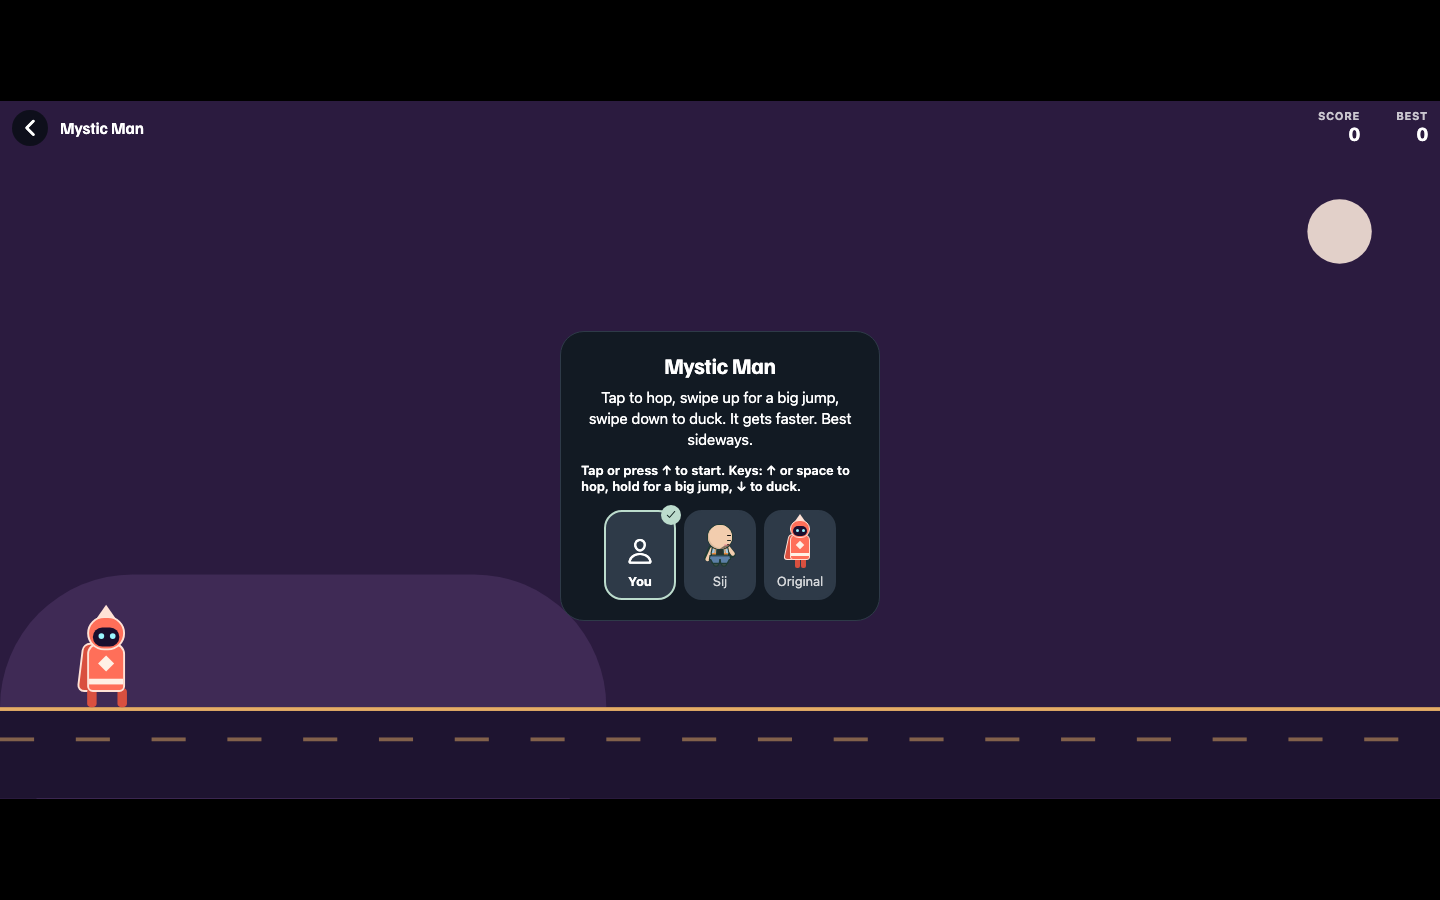 Mystic Man
SCORE
0
BEST
0
Mystic Man
Tap to hop, swipe up for a big jump,
swipe down to duck. It gets faster. Best
sideways.
Tap or press ↑ to start. Keys: ↑ or space to
hop, hold for a big jump, ↓ to duck.
You
Sij
Original